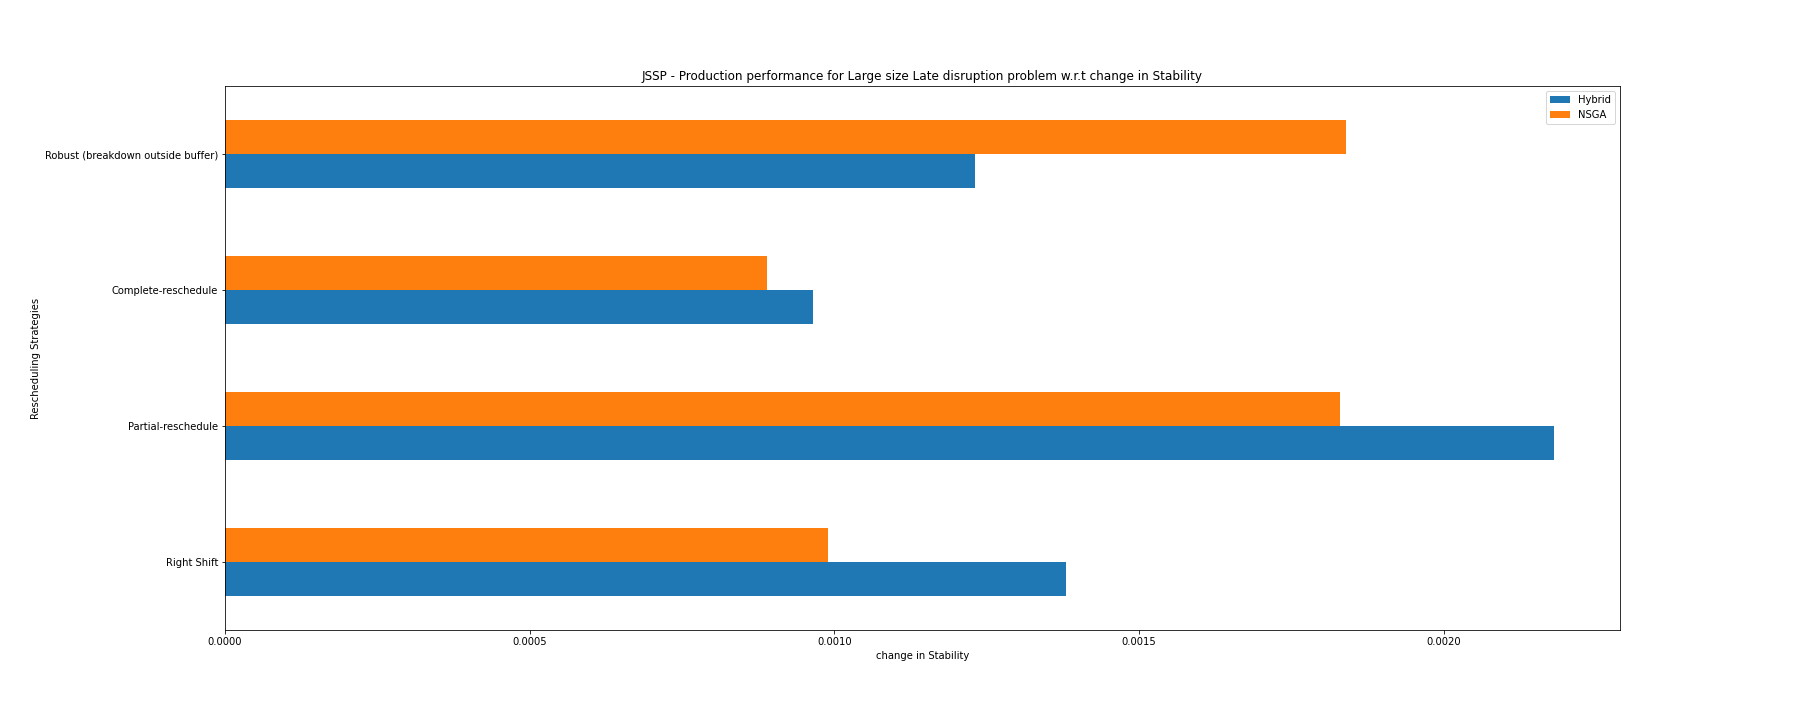 JSSP - Production performance for Large size Late disruption problem w.r.t change in Stability
Hybrid
NSGA
Robust (breakdown outside buffer)
Complete-reschedule
Partial-reschedule
Right Shift
Rescheduling Strategies
0.0000 0.0005 0.0010 0.0015 0.0020
change in Stability